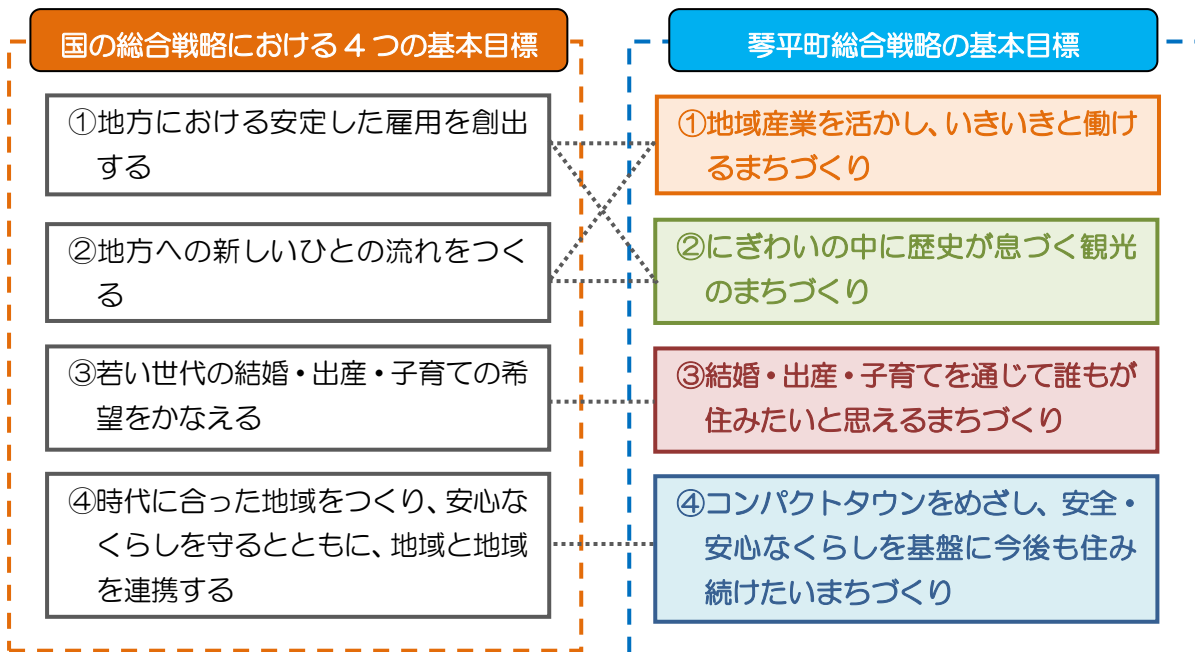 国の総合戦略における4つの基本目標
①地方における安定した雇用を創出
する
②地方への新しいひとの流れをつく
る
③若い世代の結婚・出産・子育ての希
望をかなえる
④時代に合った地域をつくり、安心な
くらしを守るとともに、地域と地域
を連携する
琴平町総合戦略の基本目標
①地域産業を活かし、いきいきと働け
るまちづくり
②にぎわいの中に歴史が息づく観光
のまちづくり
③結婚・出産・子育てを通じて誰もが
住みたいと思えるまちづくり
④コンパクトタウンをめざし、安全・
安心なくらしを基盤に今後も住み
続けたいまちづくり